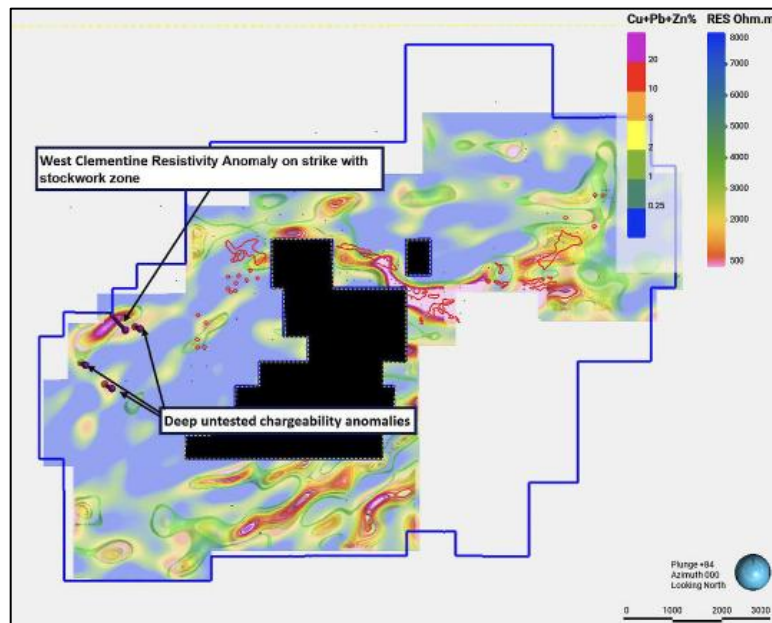 Cu+Pb+Zn% RES Ohm.m
20
10
5
2
1
0.25
8000
7000
6000
5000
4000
3000
2000
500
West Clementine Resistivity Anomaly on strike with
stockwork zone
Deep untested chargeability anomalies
Plunge +84
Azimuth 000
Looking North
0 1000 2000 3000